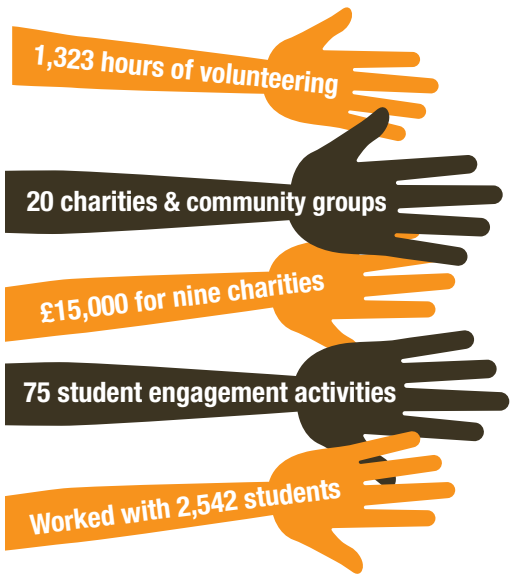 1,323 hours of volunteering
20 charities & community groups
£15,000 for nine charities
75 student engagement activities
Worked with 2,542 students